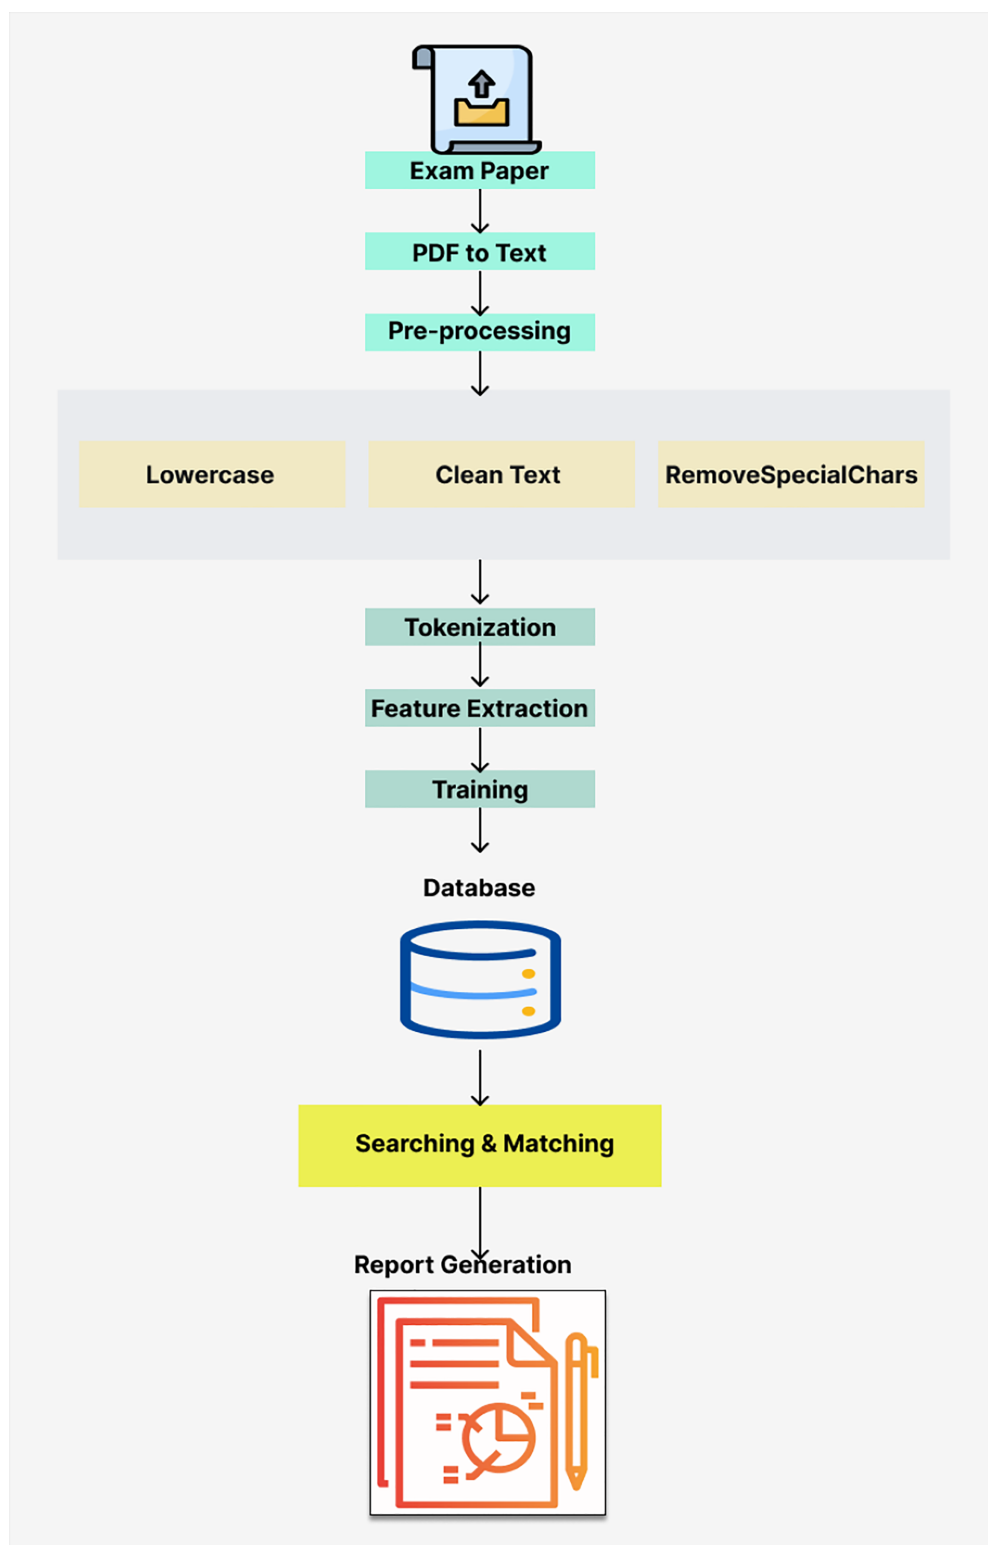 Exam Paper
PDF to Text
Pre-processing
Lowercase
Clean Text
RemoveSpecialChars
Tokenization
Feature Extraction
Training
Database
Searching & Matching
Report Generation